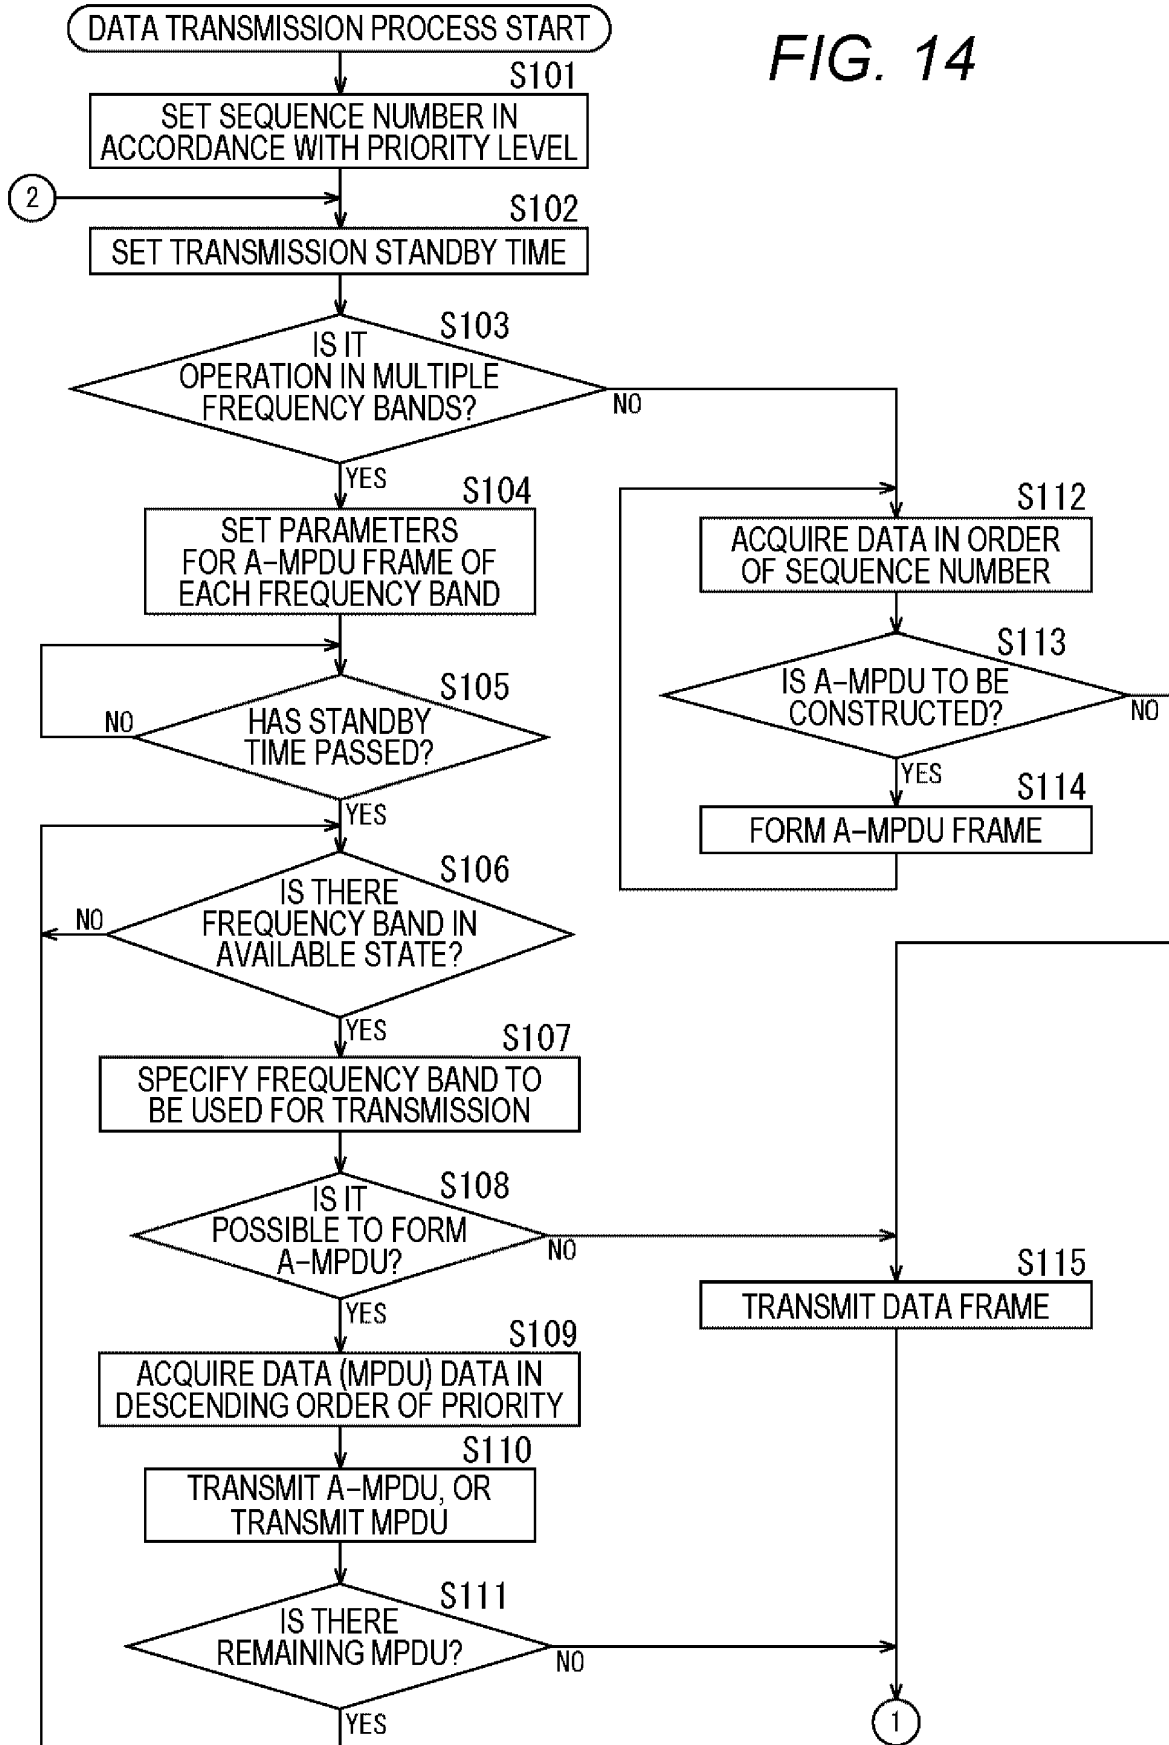 FIG. 14
DATA TRANSMISSION PROCESS START
S101
SET SEQUENCE NUMBER IN
ACCORDANCE WITH PRIORITY LEVEL
2
S102
SET TRANSMISSION STANDBY TIME
S103
IS IT
OPERATION IN MULTIPLE
FREQUENCY BANDS?
NO
YES
S104
SET PARAMETERS
FOR A-MPDU FRAME OF
EACH FREQUENCY BAND
S105
HAS STANDBY
TIME PASSED?
NO
YES
S106
IS THERE
FREQUENCY BAND IN
AVAILABLE STATE?
NO
YES
S107
SPECIFY FREQUENCY BAND TO
BE USED FOR TRANSMISSION
S108
IS IT
POSSIBLE TO FORM
A-MPDU?
NO
YES
S109
ACQUIRE DATA (MPDU) DATA IN
DESCENDING ORDER OF PRIORITY
S110
TRANSMIT A-MPDU, OR
TRANSMIT MPDU
S111
IS THERE
REMAINING MPDU?
NO
YES
S112
ACQUIRE DATA IN ORDER
OF SEQUENCE NUMBER
S113
IS A-MPDU TO BE
CONSTRUCTED?
NO
YES
S114
FORM A-MPDU FRAME
S115
TRANSMIT DATA FRAME
1